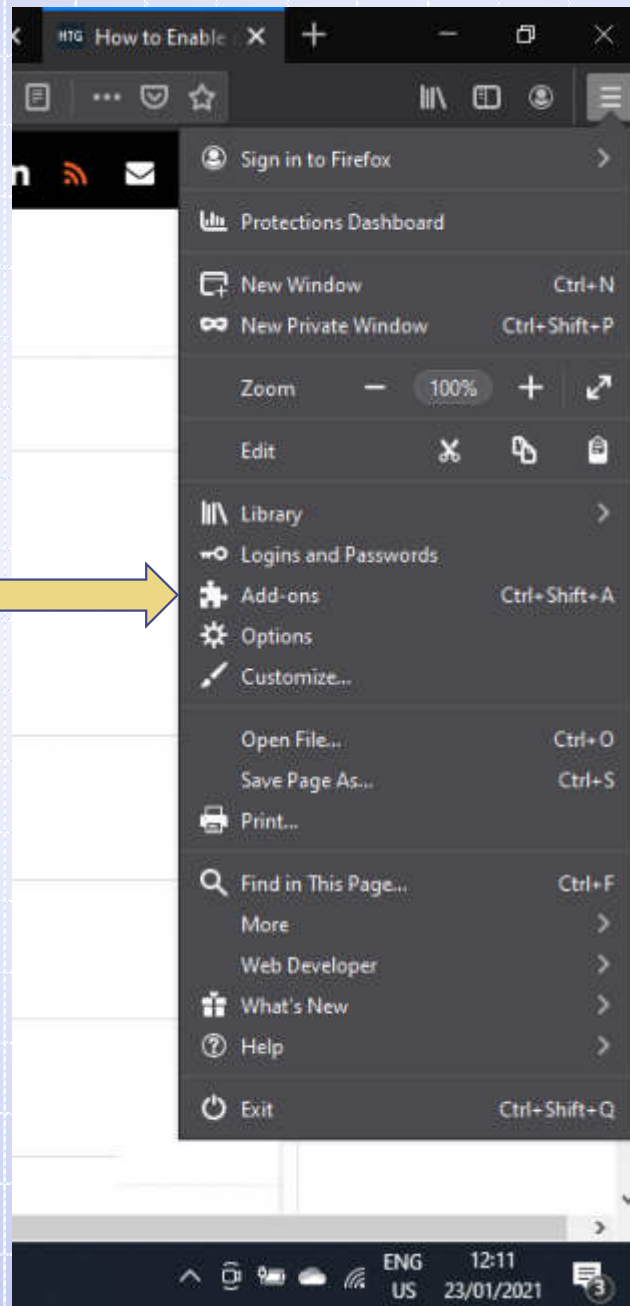 HTG How to Enable
n
Sign in to Firefox
Protections Dashboard
New Window Ctrl+N
New Private Window Ctrl+Shift+P
Zoom 100%
Edit
Library
Logins and Passwords
Add-ons Ctrl+Shift+A
Options
Customize...
Open File... Ctrl+O
Save Page As... Ctrl+S
Print...
Find in This Page... Ctrl+F
More
Web Developer
What's New
Help
Exit Ctrl+Shift+Q
ENG 12:11
US 23/01/2021 3